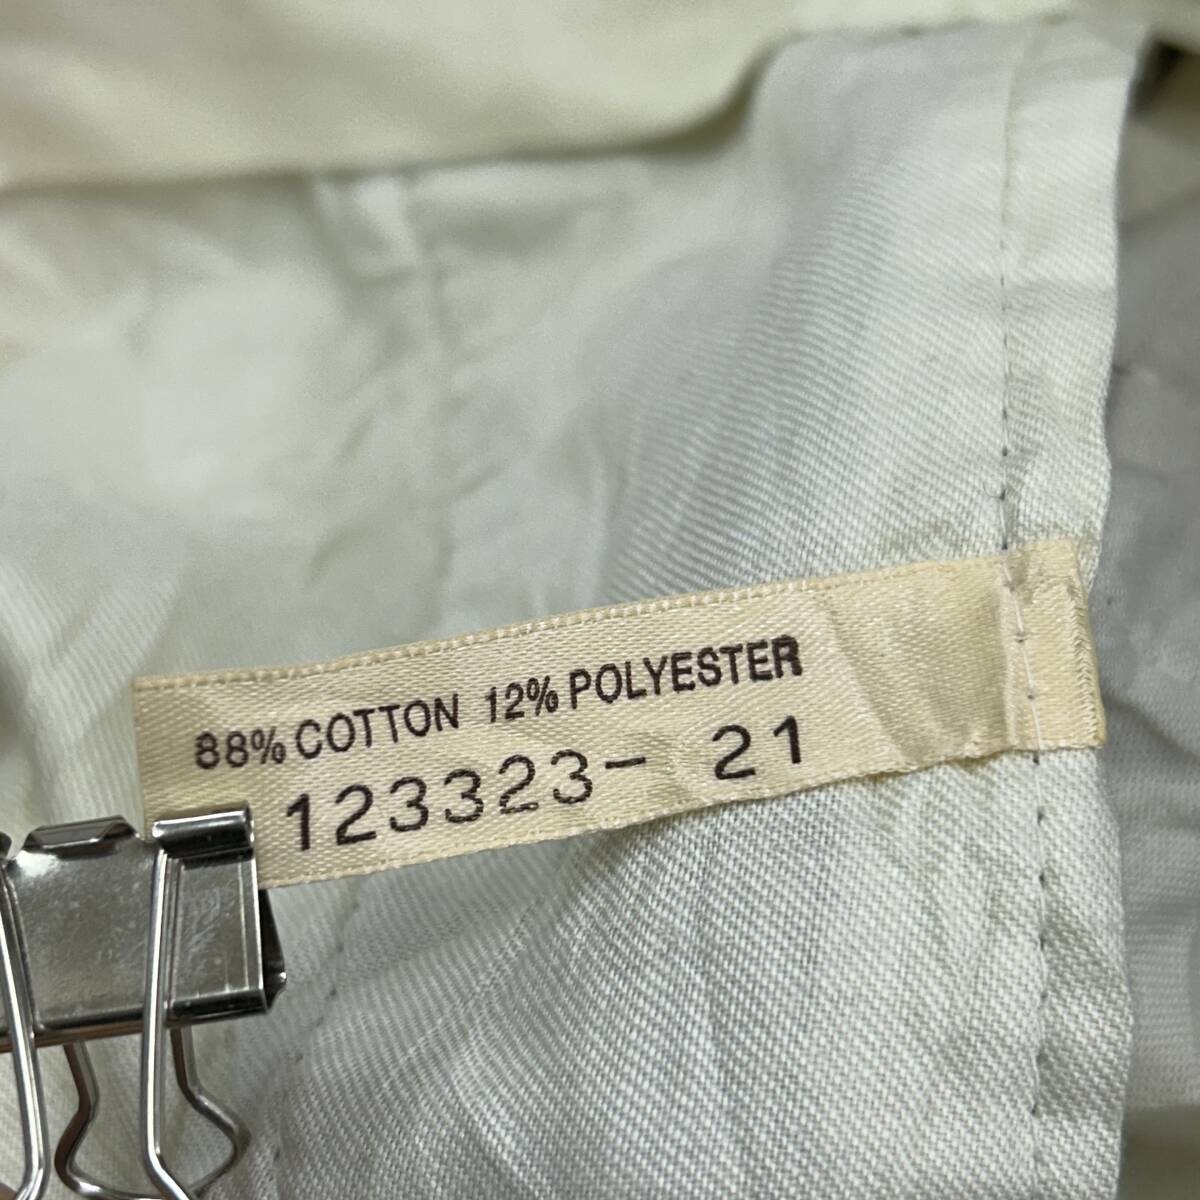 88% COTTON 12% POLYESTER
123323- 21